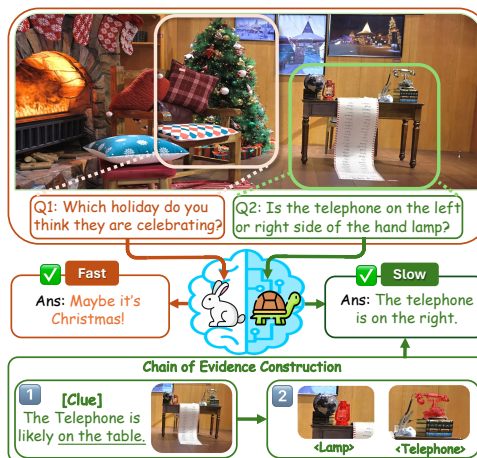 Q1: Which holiday do you
think they are celebrating?
Q2: Is the telephone on the left
or right side of the hand lamp?
Fast
Ans: Maybe it's
Christmas!
Slow
Ans: The telephone
is on the right.
Chain of Evidence Construction
1
[Clue]
The Telephone is
likely on the table.
2
<Lamp>
<Telephone>